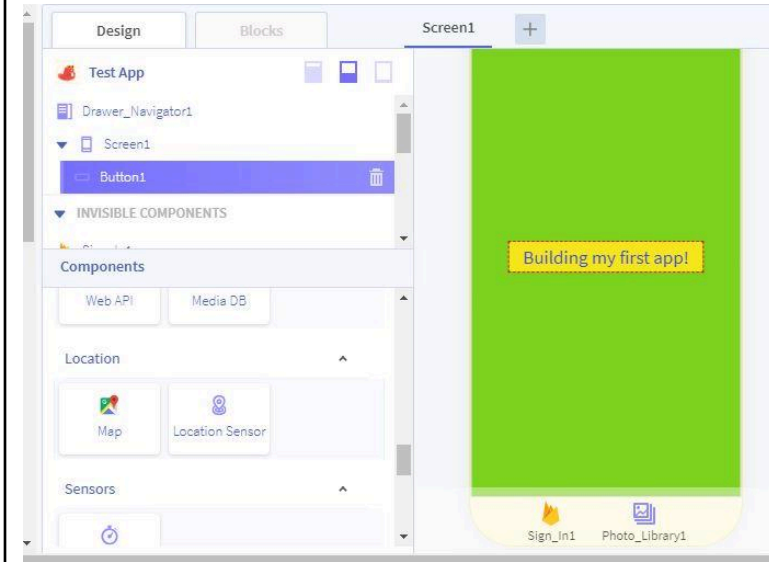 Design
Blocks
Screen1
+
Test App
Drawer_Navigator1
Screen1
Button1
INVISIBLE COMPONENTS
Components
Web API
Media DB
Location
Map
Location Sensor
Sensors
Building my first app!
Sign_In1
Photo_Library1